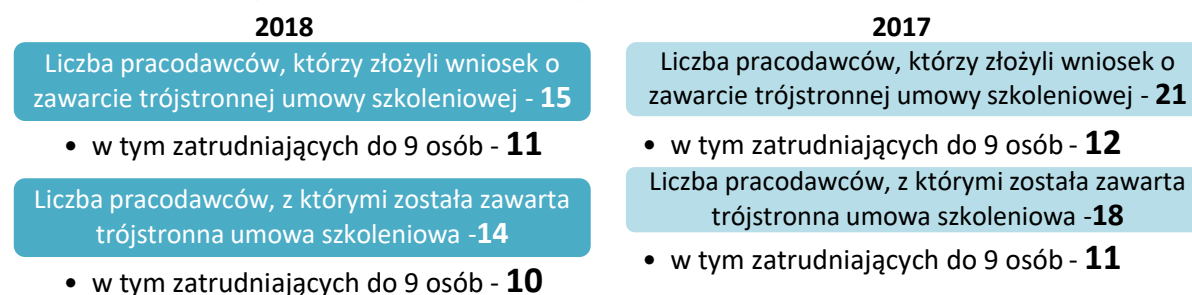 2018
Liczba pracodawców, którzy złożyli wniosek o
zawarcie trójstronnej umowy szkoleniowej - 15
• w tym zatrudniających do 9 osób - 11
Liczba pracodawców, z którymi została zawarta
trójstronna umowa szkoleniowa -14
• w tym zatrudniających do 9 osób - 10
2017
Liczba pracodawców, którzy złożyli wniosek o
zawarcie trójstronnej umowy szkoleniowej - 21
• w tym zatrudniających do 9 osób - 12
Liczba pracodawców, z którymi została zawarta
trójstronna umowa szkoleniowa -18
• w tym zatrudniających do 9 osób - 11